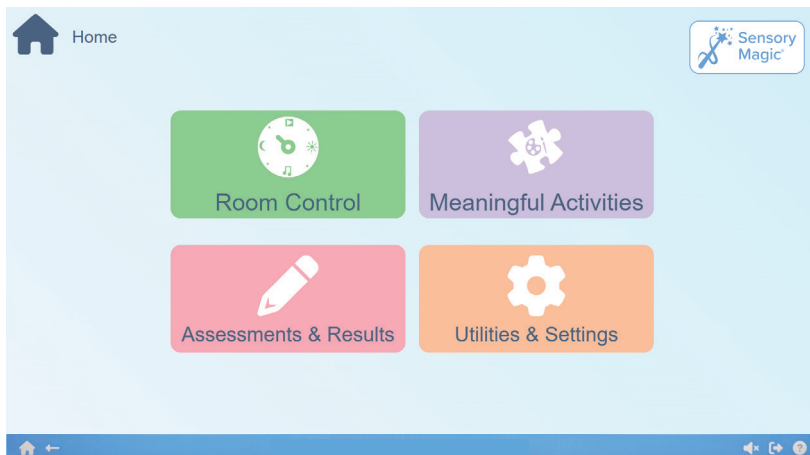 Home
Sensory
Magic®
Room Control
Meaningful Activities
Assessments & Results
Utilities & Settings
?